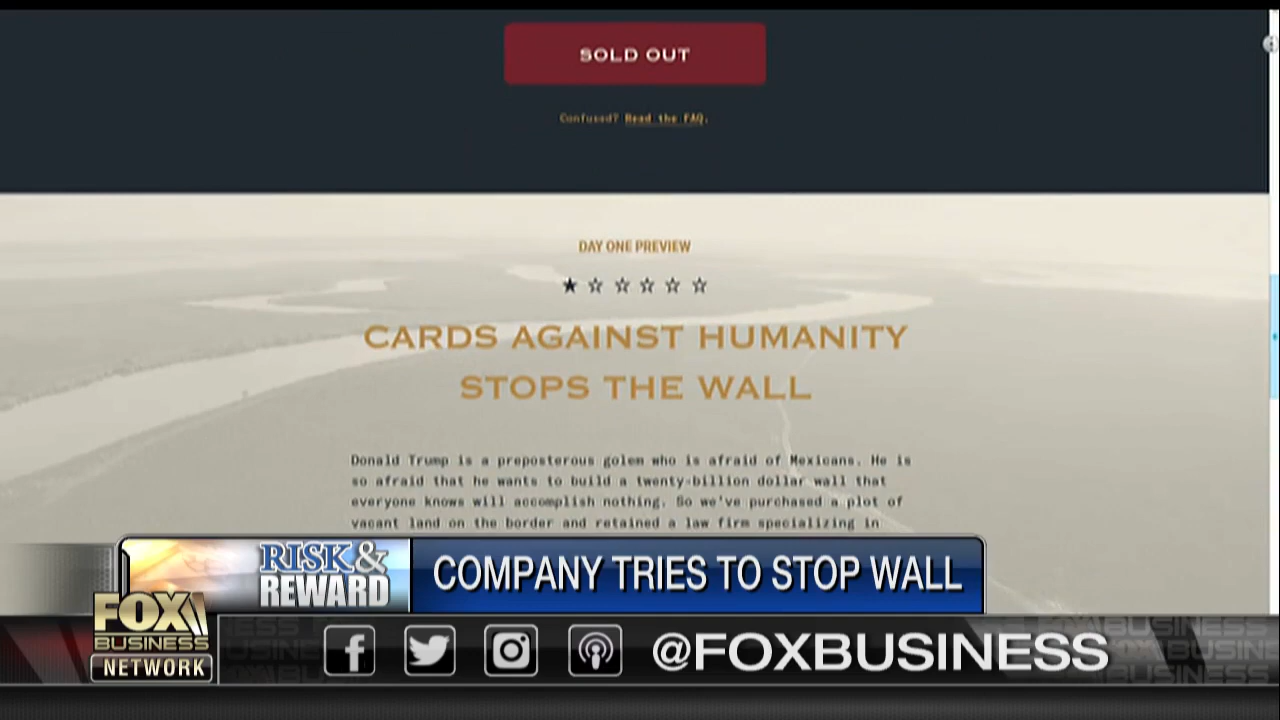 SOLD OUT
Confused? Read the FAQ.
DAY ONE PREVIEW
CARDS AGAINST HUMANITY
STOPS THE WALL
Donald Trump is a preposterous golem who is afraid of Mexicans. He is
so afraid that he wants to build a twenty-billion dollar wall that
everyone knows will accomplish nothing. So we've purchased a plot of
vacant land on the border and retained a law firm specializing in
RISK &
REWARD
COMPANY TRIES TO STOP WALL
FOX
BUSINESS
NETWORK
@FOXBUSINESS